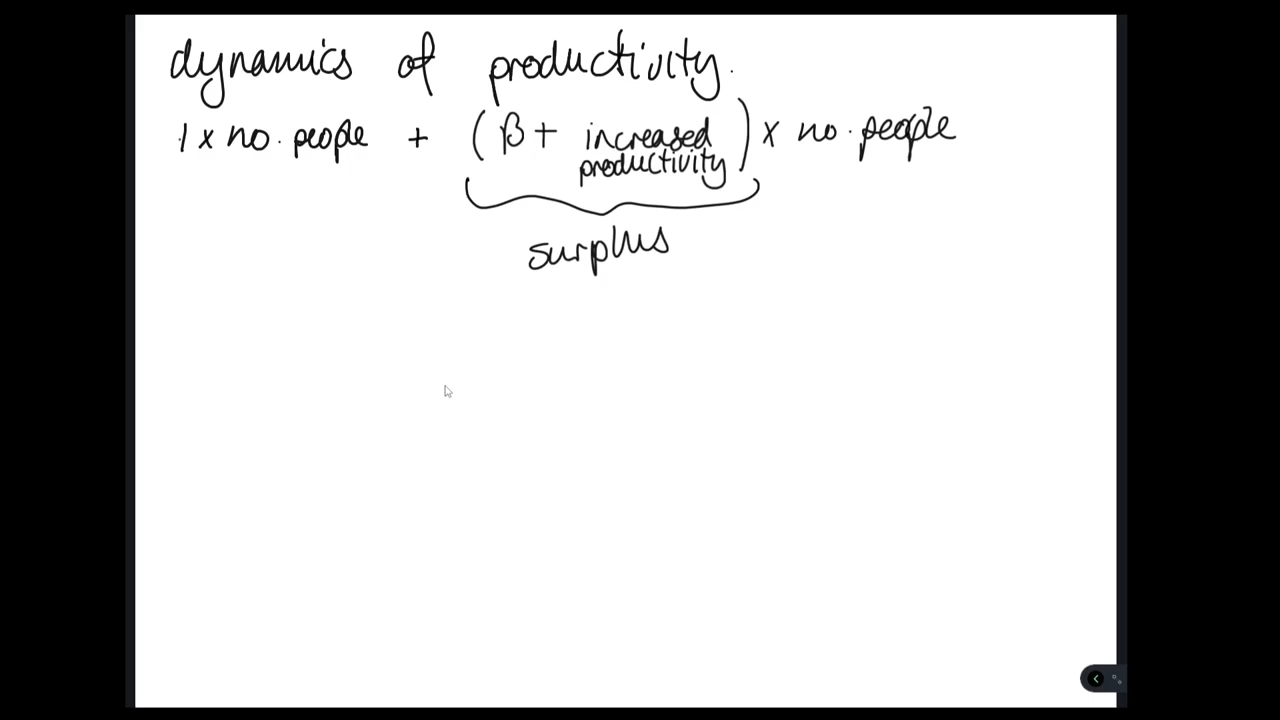 dynamics of productivity.
1 x no. people + (β + increased productivity) x no. people
surplus